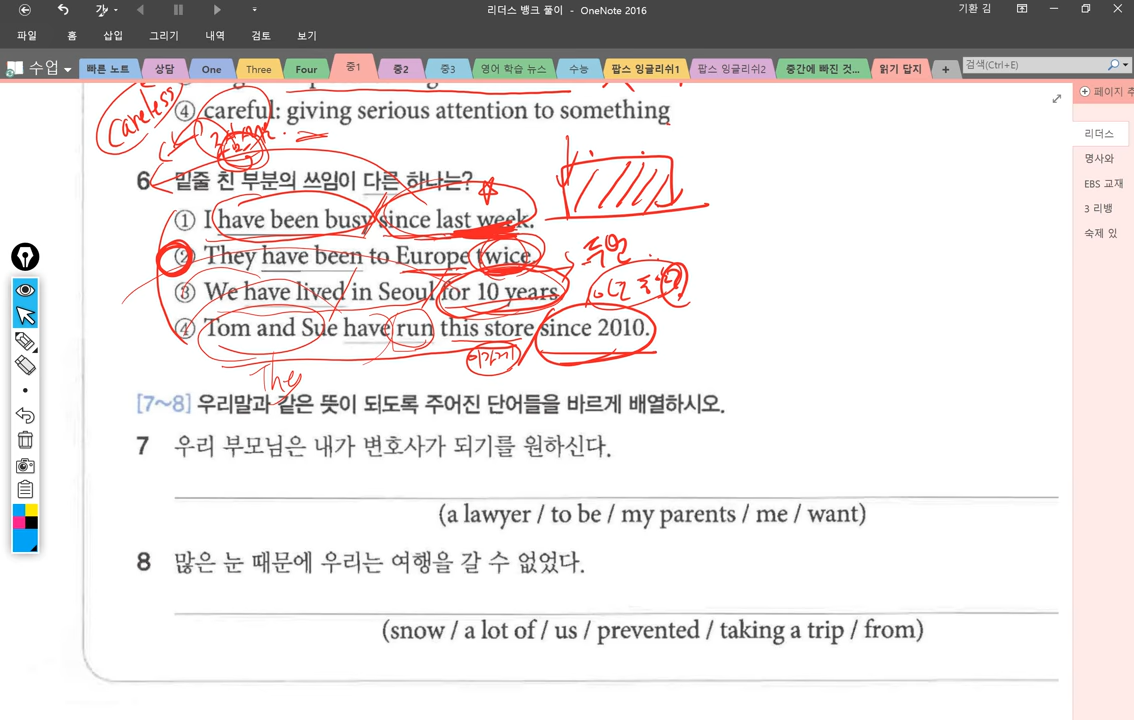 리더스 뱅크 풀이 - OneNote 2016
기환 김
파일 홈 삽입 그리기 내역 검토 보기
수업 빠른 노트 상담 One Three Four 중1 중2 중3 영어 학습 뉴스 수능 팝스 잉글리쉬1 팝스 잉글리쉬2 중간에 빠진 것... 읽기 답지 + 검색(Ctrl+E)
페이지 추
리더스
명사와
EBS 교재
3 리뱅
숙제 있
careless
④ careful: giving serious attention to something
6 밑줄 친 부분의 쓰임이 다른 하나는?
① I have been busy since last week.
② They have been to Europe twice.
③ We have lived in Seoul for 10 years.
④ Tom and Sue have run this store since 2010.
이가게
They
[7~8] 우리말과 같은 뜻이 되도록 주어진 단어들을 바르게 배열하시오.
7 우리 부모님은 내가 변호사가 되기를 원하신다.
(a lawyer / to be / my parents / me / want)
8 많은 눈 때문에 우리는 여행을 갈 수 없었다.
(snow / a lot of / us / prevented / taking a trip / from)